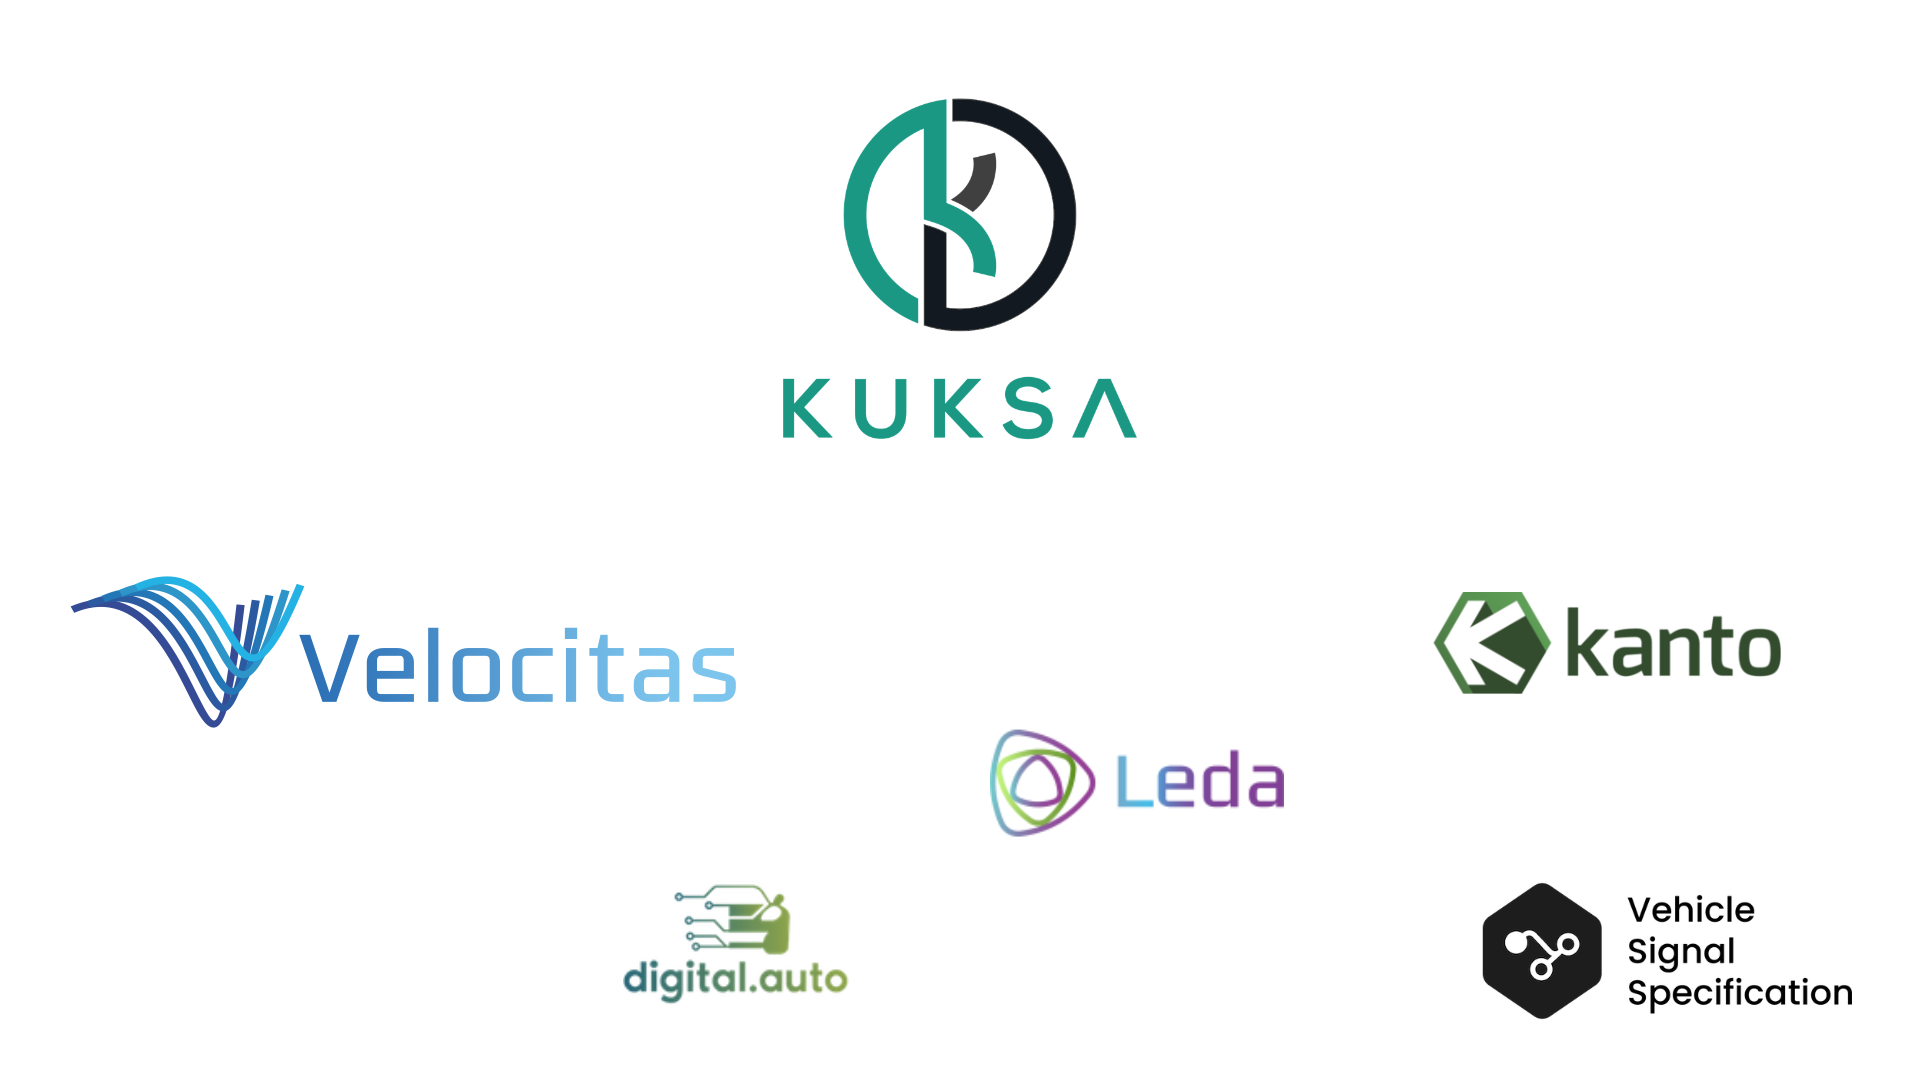 KUKSA
Velocitas
kanto
Leda
digital.auto
Vehicle
Signal
Specification